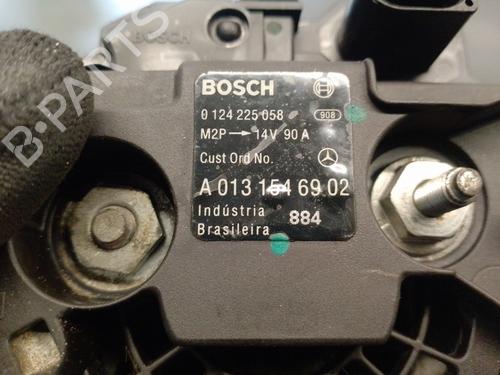 BOSCH
B-PARTS
BOSCH
0 124 225 058 908
M2P → 14V 90 A
Cust Ord No.
A 013 154 69 02
Indústria 884
Brasileira